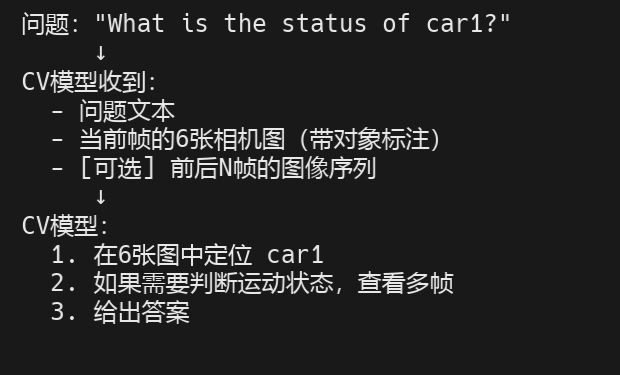 问题："What is the status of car1?"
↓
CV模型收到：
- 问题文本
- 当前帧的6张相机图（带对象标注）
- [可选] 前后N帧的图像序列
↓
CV模型：
1. 在6张图中定位 car1
2. 如果需要判断运动状态，查看多帧
3. 给出答案